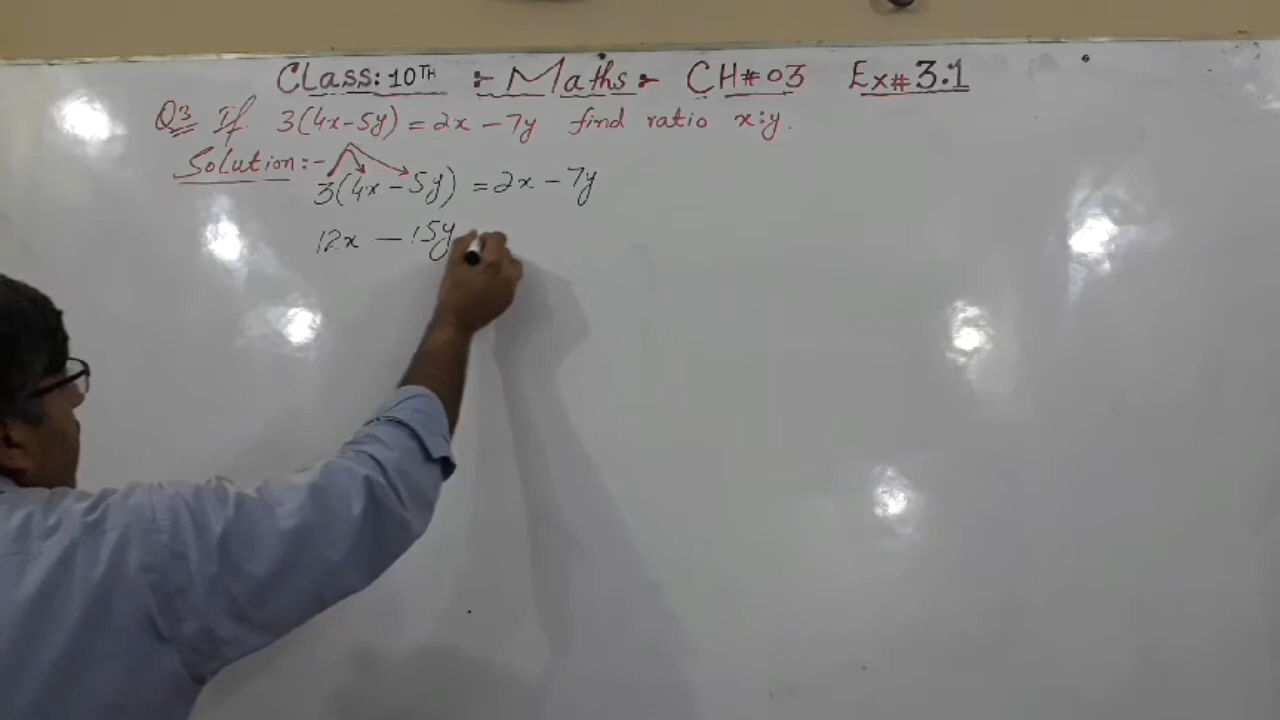 Class: 10TH :- Maths:- CH# 03 Ex# 3.1
Q3 If 3(4x-5y) = 2x - 7y find ratio x:y.
Solution:-
3(4x - 5y) = 2x - 7y
12x - 15y